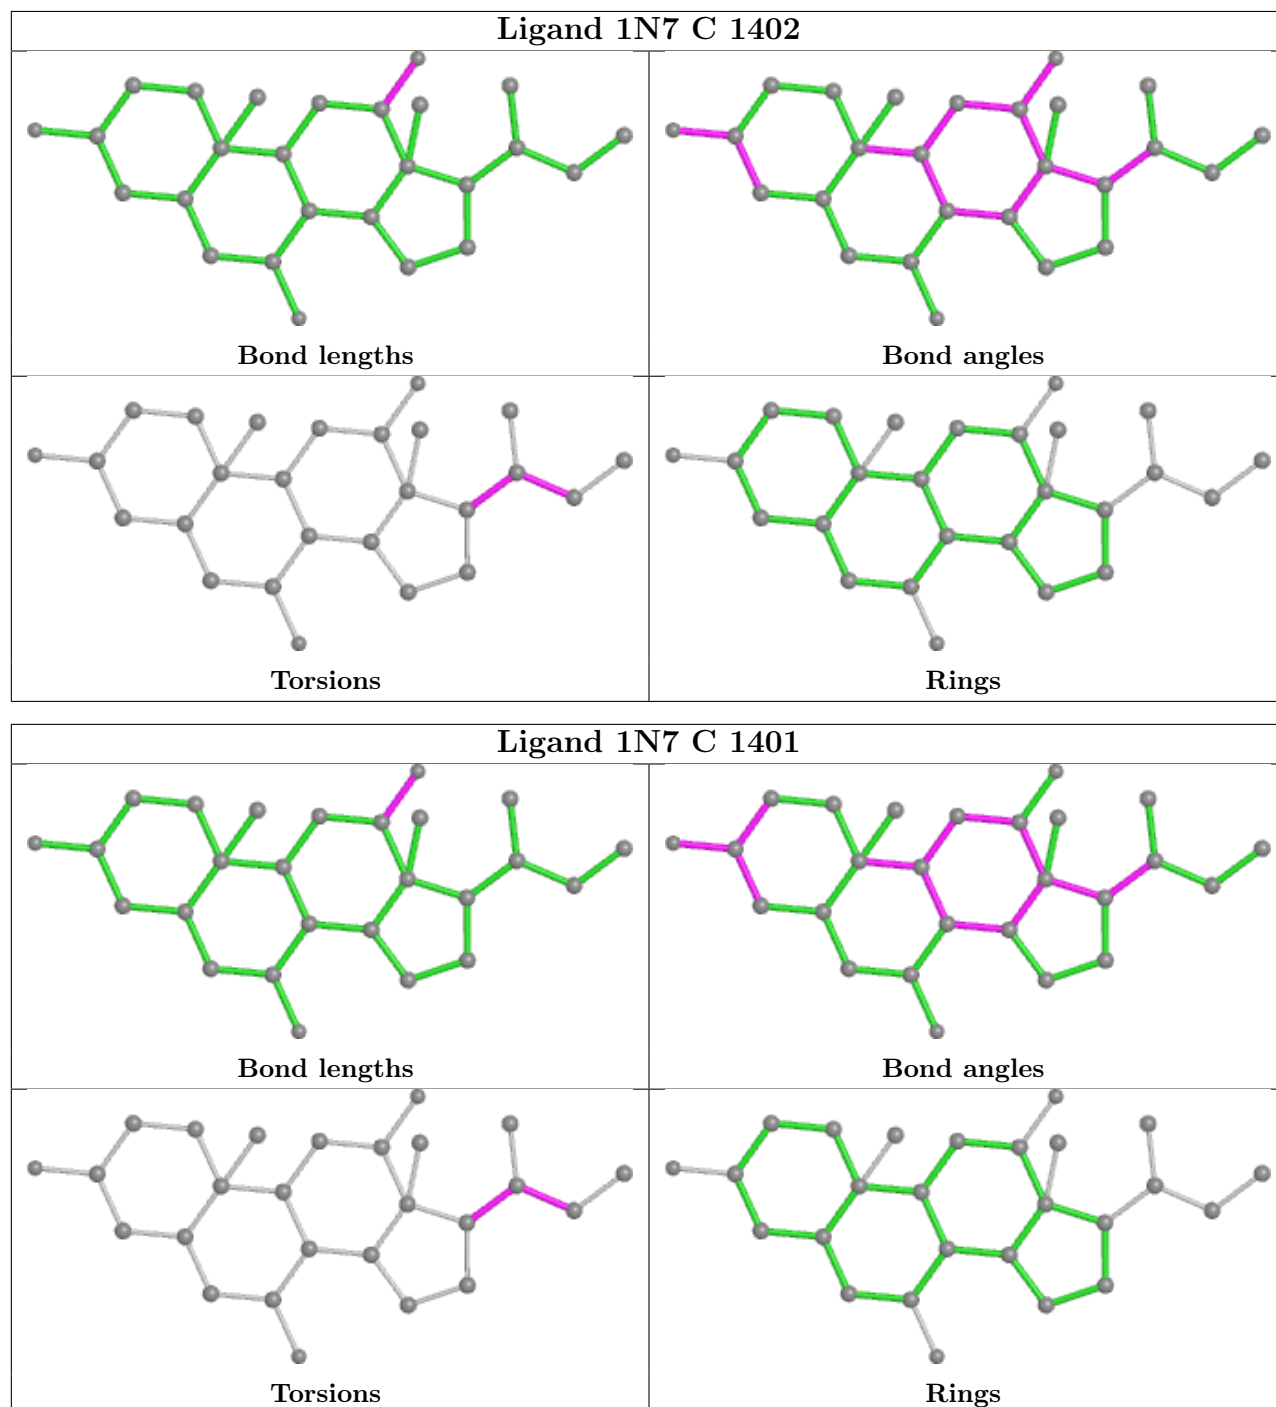 Ligand 1N7 C 1402
Bond lengths
Bond angles
Torsions
Rings
Ligand 1N7 C 1401
Bond lengths
Bond angles
Torsions
Rings